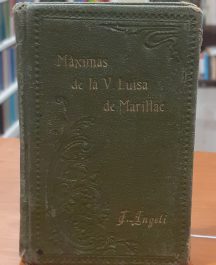 Máximas
de la V. Luisa
de Marillac
F. Angeli